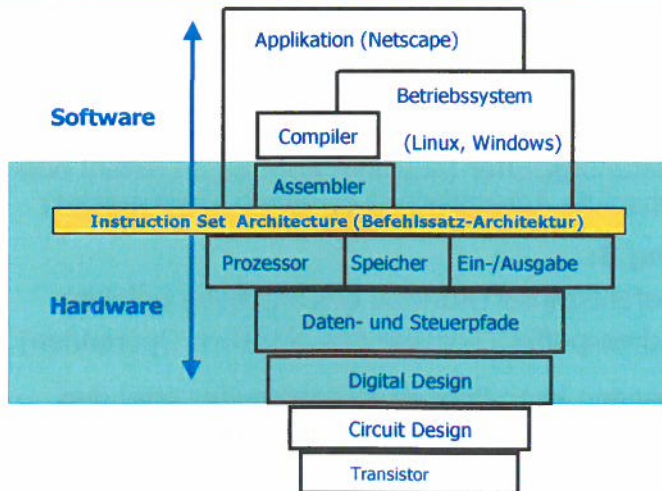 Applikation (Netscape)
Betriebssystem
Software
Compiler
(Linux, Windows)
Assembler
Instruction Set Architecture (Befehlssatz-Architektur)
Prozessor
Speicher
Ein-/Ausgabe
Hardware
Daten- und Steuerpfade
Digital Design
Circuit Design
Transistor